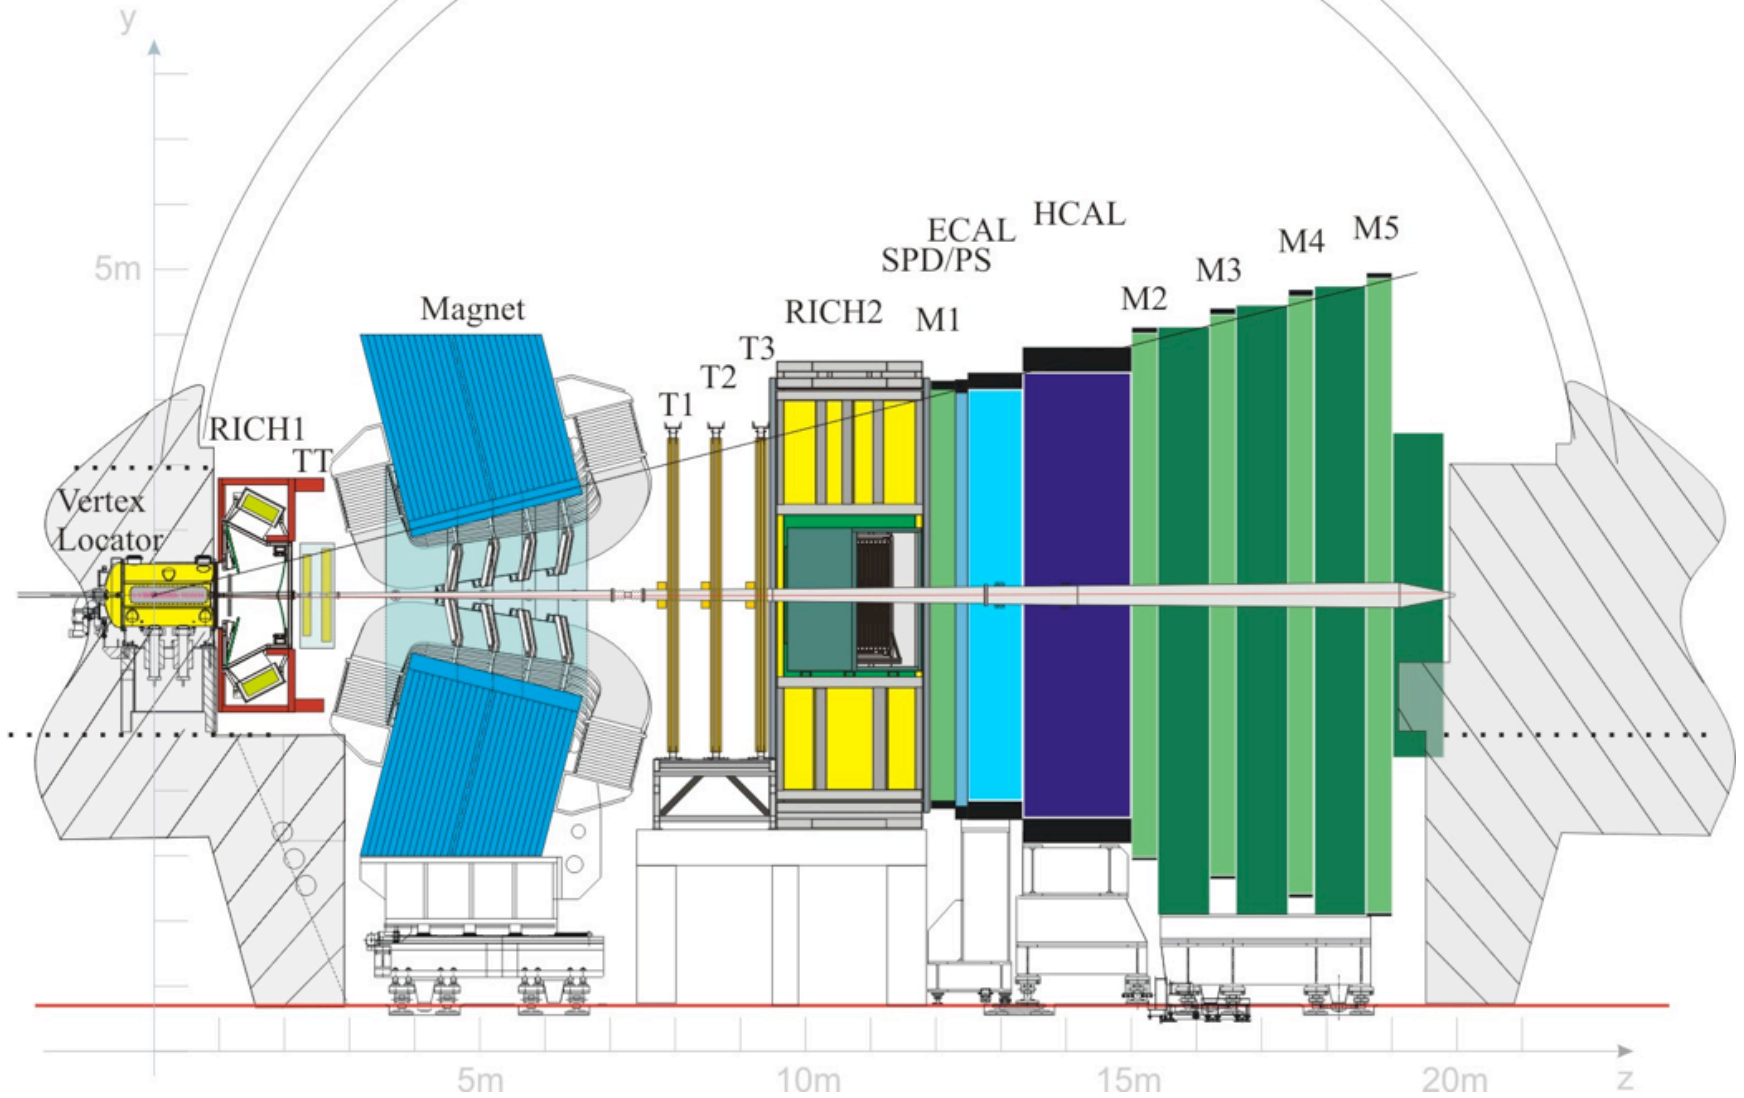 y
5m
HCAL
ECAL
SPD/PS
M5
M4
M3
M2
M1
RICH2
Magnet
T3
T2
T1
RICH1
TT
Vertex
Locator
5m
10m
15m
20m
z